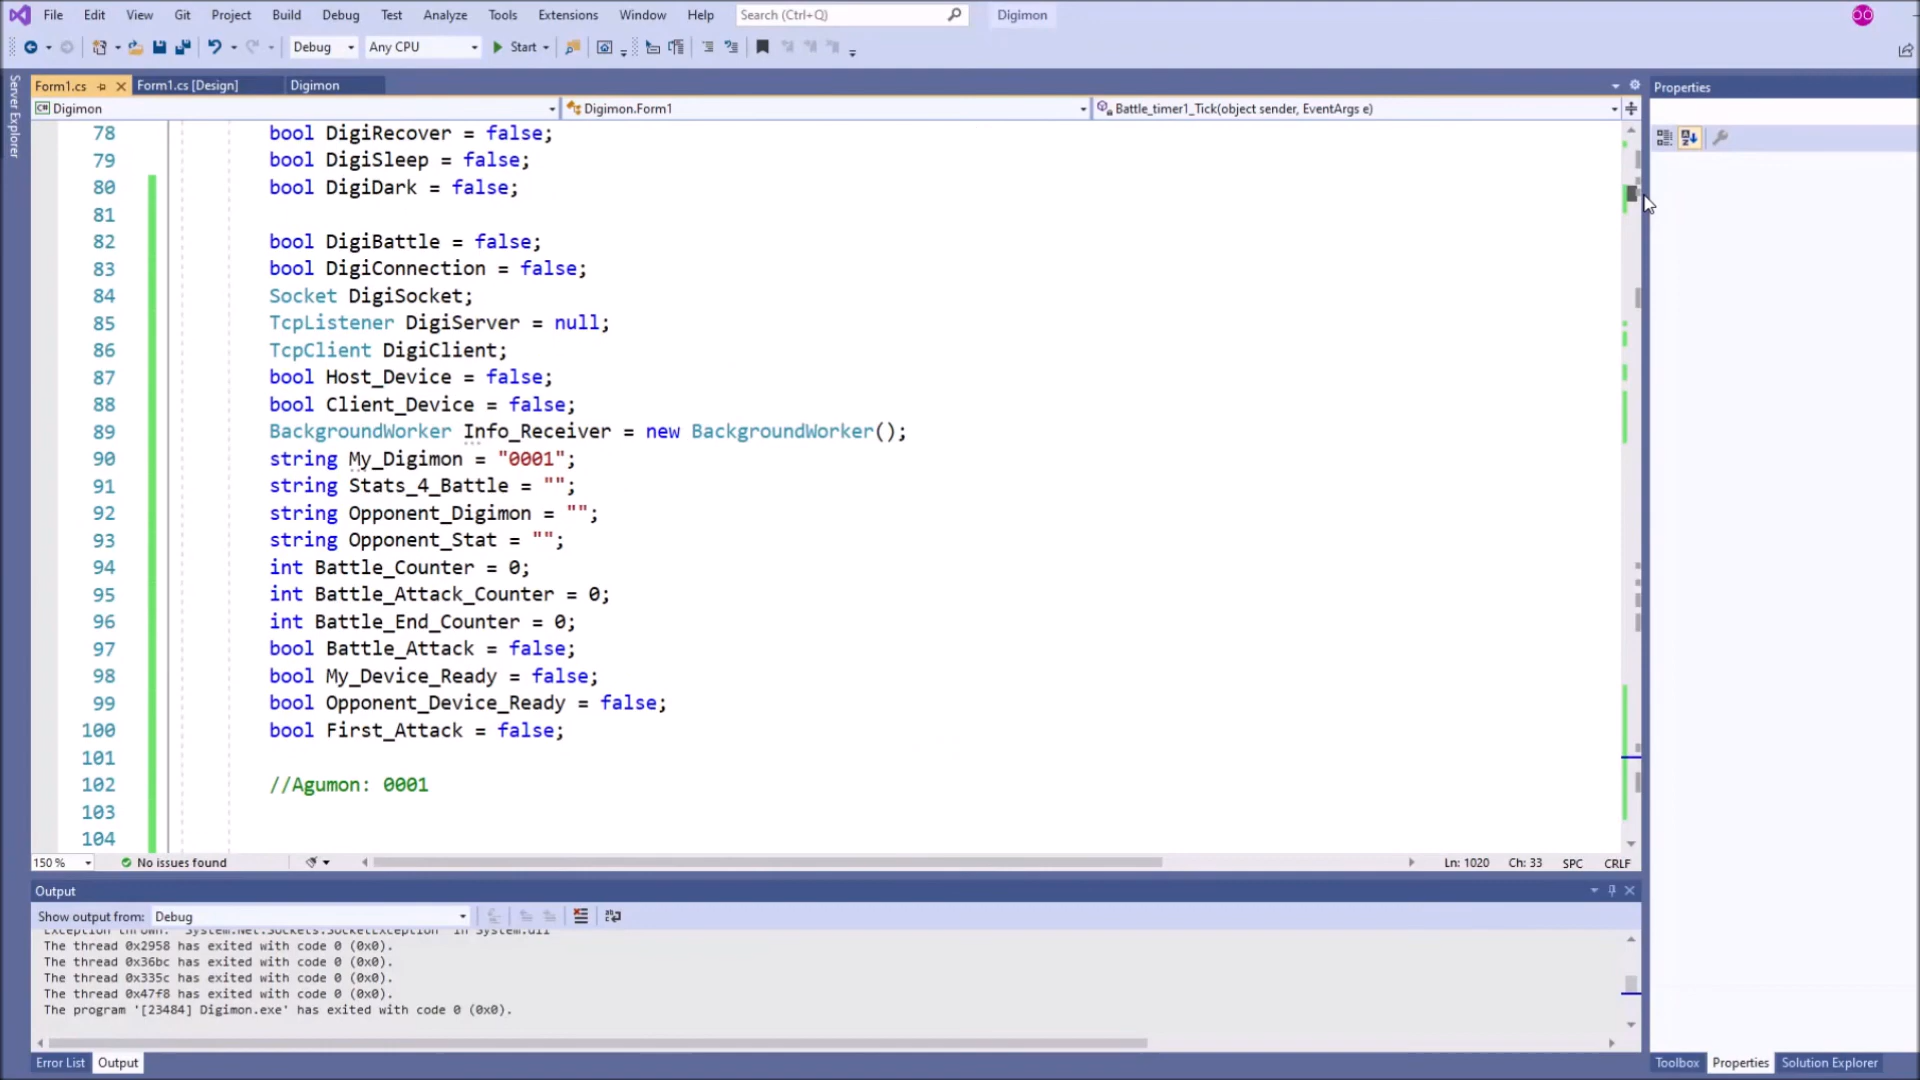 File Edit View Git Project Build Debug Test Analyze Tools Extensions Window Help Search (Ctrl+Q) Digimon
Debug Any CPU Start
Server Explorer
Form1.cs Form1.cs [Design] Digimon
Properties
Digimon Digimon.Form1 Battle_timer1_Tick(object sender, EventArgs e)
78 bool DigiRecover = false;
79 bool DigiSleep = false;
80 bool DigiDark = false;
81
82 bool DigiBattle = false;
83 bool DigiConnection = false;
84 Socket DigiSocket;
85 TcpListener DigiServer = null;
86 TcpClient DigiClient;
87 bool Host_Device = false;
88 bool Client_Device = false;
89 BackgroundWorker Info_Receiver = new BackgroundWorker();
90 string My_Digimon = "0001";
91 string Stats_4_Battle = "";
92 string Opponent_Digimon = "";
93 string Opponent_Stat = "";
94 int Battle_Counter = 0;
95 int Battle_Attack_Counter = 0;
96 int Battle_End_Counter = 0;
97 bool Battle_Attack = false;
98 bool My_Device_Ready = false;
99 bool Opponent_Device_Ready = false;
100 bool First_Attack = false;
101
102 //Agumon: 0001
103
104
150 % No issues found Ln: 1020 Ch: 33 SPC CRLF
Output
Show output from: Debug
Exception thrown: 'System.Net.Sockets.SocketException' in System.dll
The thread 0x2958 has exited with code 0 (0x0).
The thread 0x36bc has exited with code 0 (0x0).
The thread 0x335c has exited with code 0 (0x0).
The thread 0x47f8 has exited with code 0 (0x0).
The program '[23484] Digimon.exe' has exited with code 0 (0x0).
Error List Output
Toolbox Properties Solution Explorer